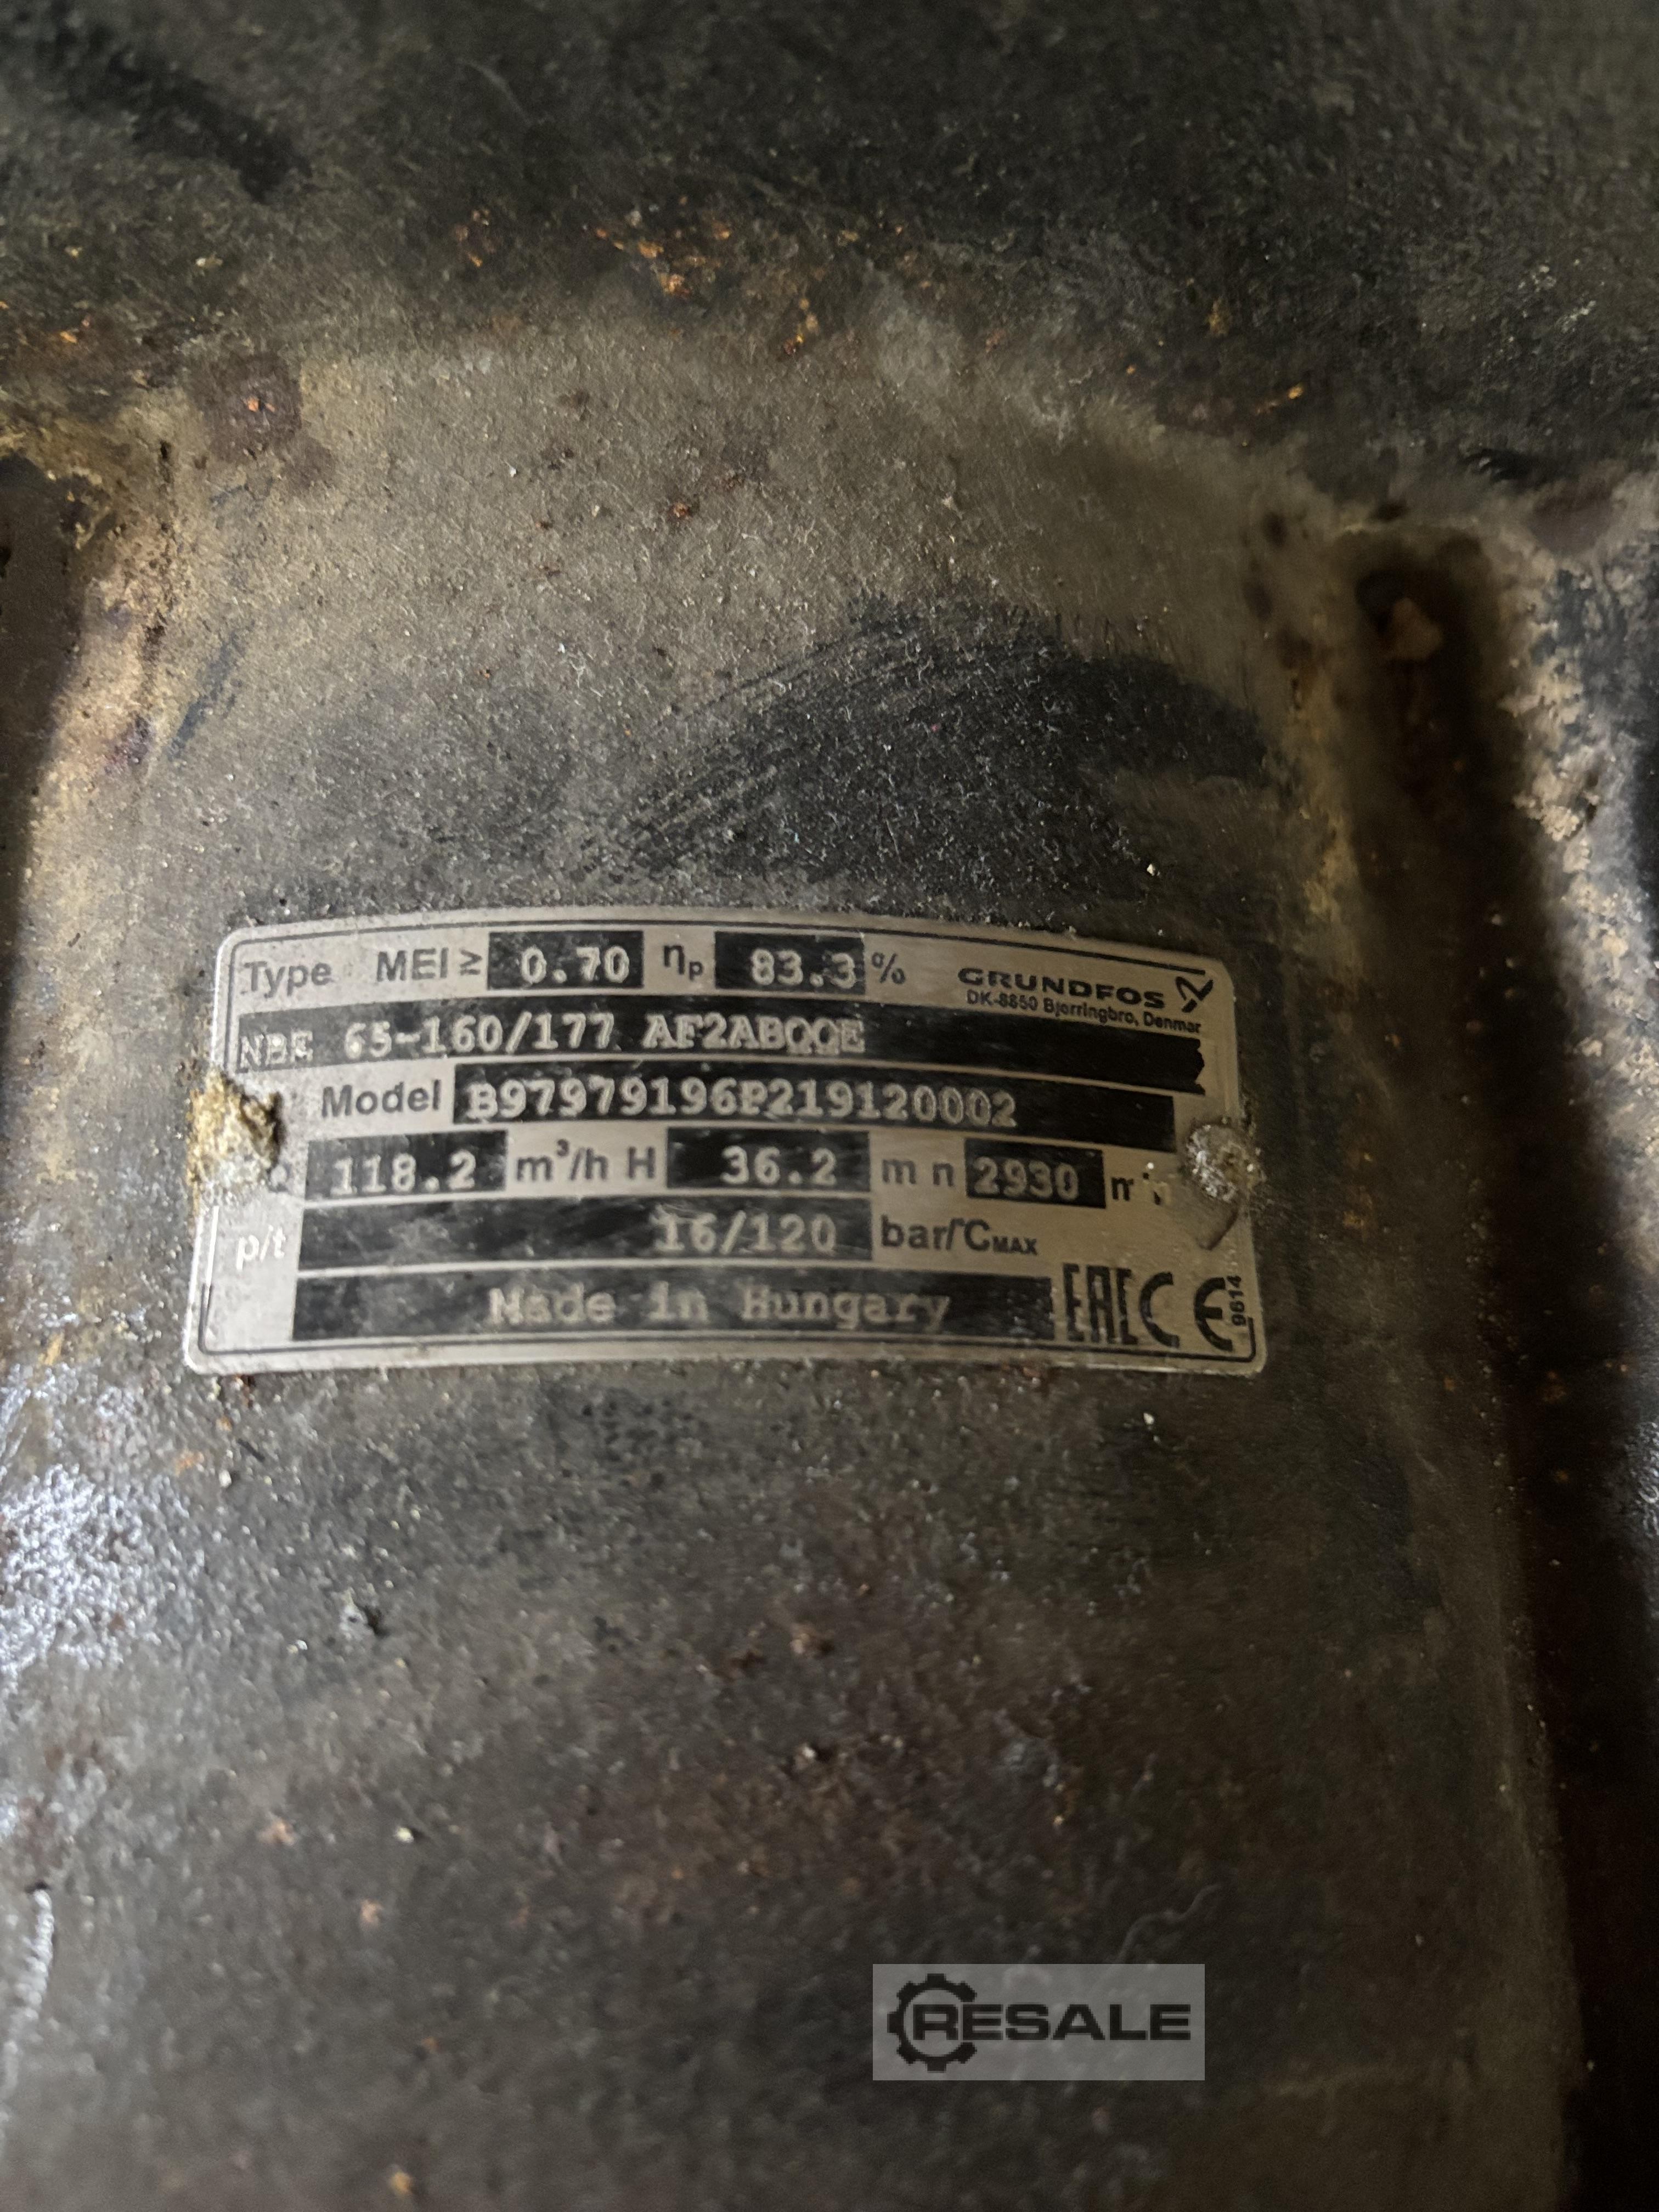 Type MEI ≥ 0.70 ηp 83.3 %
GRUNDFOS
DK-8850 Bjerringbro, Denmar
NBE 65-160/177 AF2ABQQE
Model B97979196P219120002
Q 118.2 m³/h H 36.2 m n 2930
p/t 16/120 bar/°CMAX
Made in Hungary EAC CE
9614
RESALE